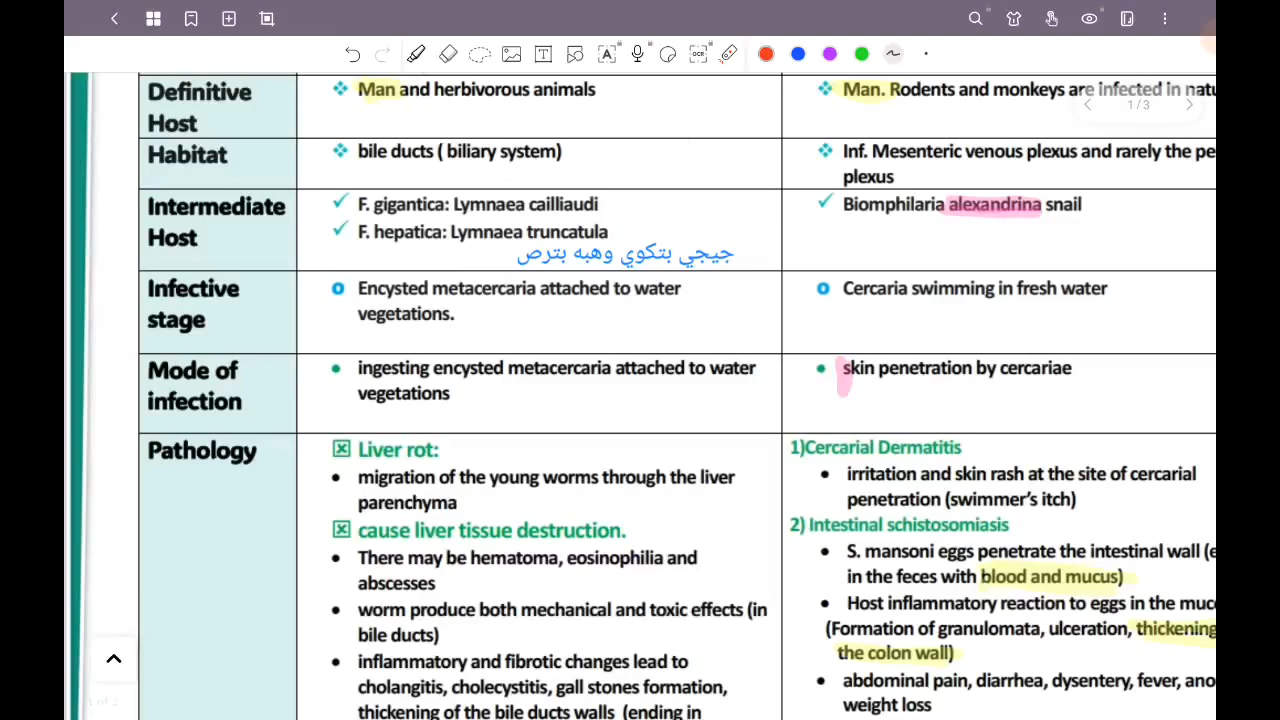 1/3
Definitive Host
Man and herbivorous animals
Man. Rodents and monkeys are infected in natu
Habitat
bile ducts ( biliary system)
Inf. Mesenteric venous plexus and rarely the pe
plexus
Intermediate Host
F. gigantica: Lymnaea cailliaudi
F. hepatica: Lymnaea truncatula
جيجي بتكوي وهبه بترص
Biomphilaria alexandrina snail
Infective stage
Encysted metacercaria attached to water
vegetations.
Cercaria swimming in fresh water
Mode of infection
ingesting encysted metacercaria attached to water
vegetations
skin penetration by cercariae
Pathology
Liver rot:
migration of the young worms through the liver
parenchyma
cause liver tissue destruction.
There may be hematoma, eosinophilia and
abscesses
worm produce both mechanical and toxic effects (in
bile ducts)
inflammatory and fibrotic changes lead to
cholangitis, cholecystitis, gall stones formation,
thickening of the bile ducts walls (ending in
1)Cercarial Dermatitis
irritation and skin rash at the site of cercarial
penetration (swimmer's itch)
2) Intestinal schistosomiasis
S. mansoni eggs penetrate the intestinal wall (e
in the feces with blood and mucus)
Host inflammatory reaction to eggs in the muc
(Formation of granulomata, ulceration, thickening
the colon wall)
abdominal pain, diarrhea, dysentery, fever, ano
weight loss